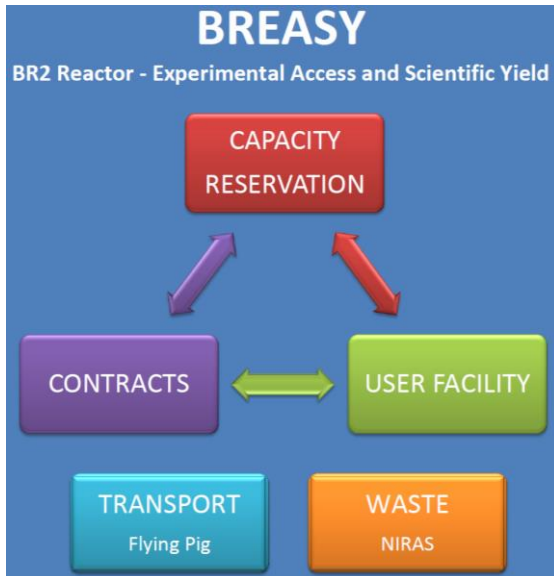 BREASY
BR2 Reactor - Experimental Access and Scientific Yield
CAPACITY
RESERVATION
CONTRACTS
USER FACILITY
TRANSPORT
Flying Pig
WASTE
NIRAS